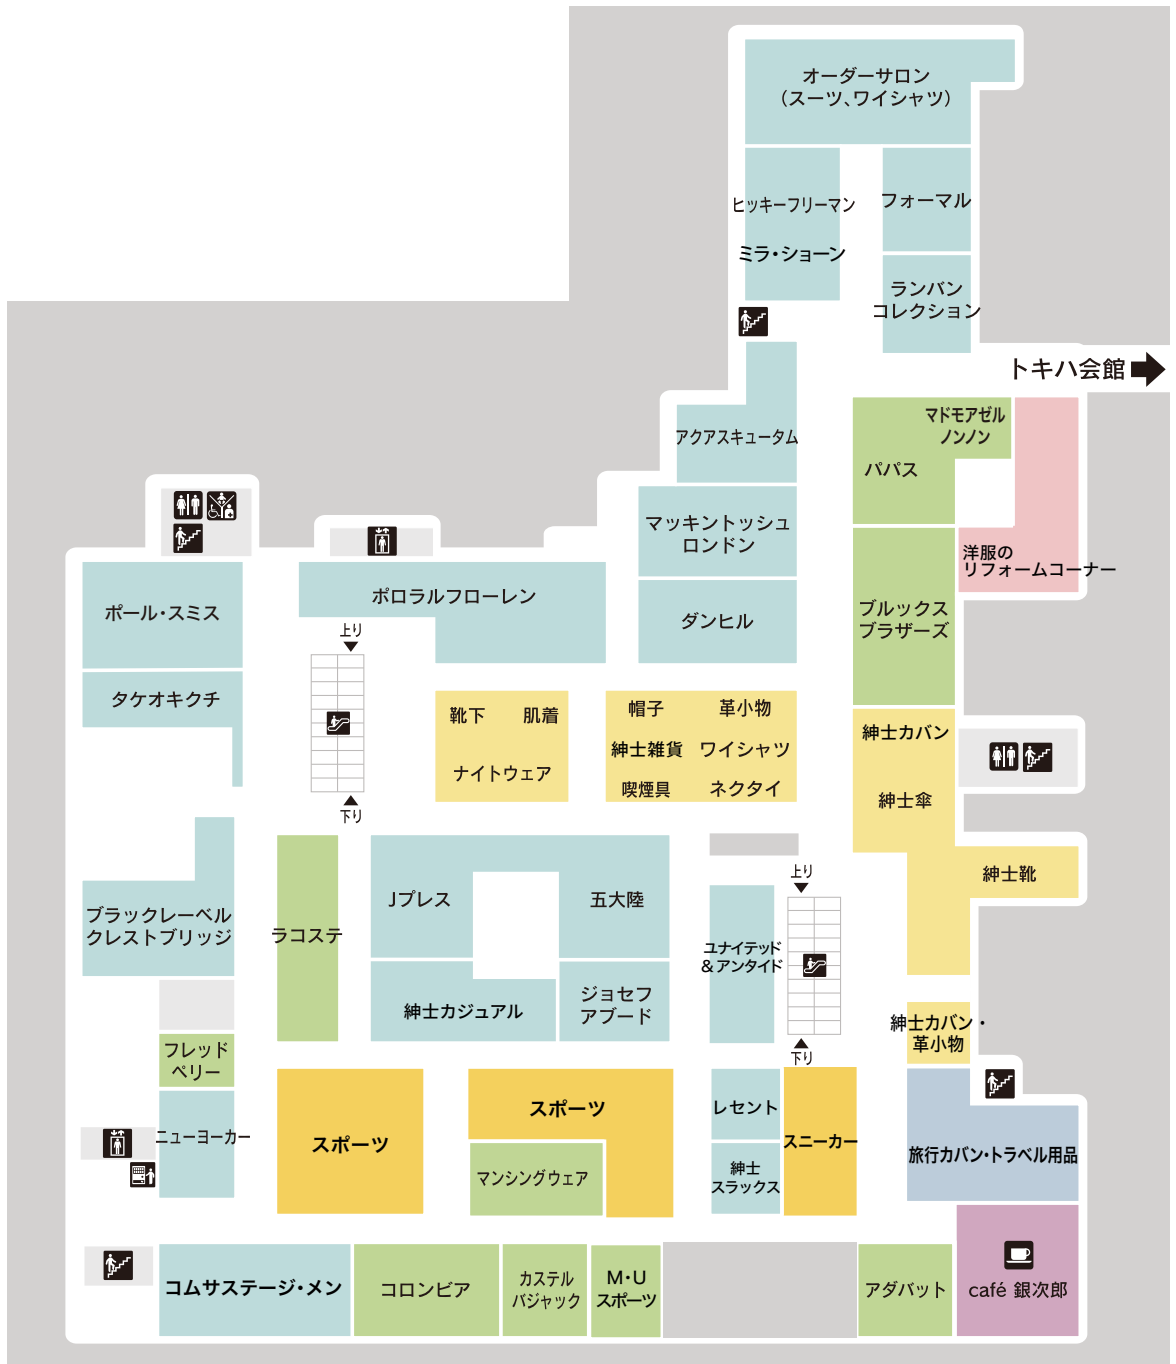 オーダーサロン
（スーツ、ワイシャツ）
ヒッキーフリーマン
ミラ・ショーン
フォーマル
ランバン
コレクション
トキハ会館
アクアスキュータム
マドモアゼル
ノンノン
パパス
マッキントッシュ
ロンドン
洋服の
リフォームコーナー
ポール・スミス
ポロラルフローレン
ダンヒル
ブルックス
ブラザーズ
上り
タケオキクチ
靴下
肌着
ナイトウェア
帽子
革小物
紳士雑貨
ワイシャツ
喫煙具
ネクタイ
紳士カバン
紳士傘
下り
ブラックレーベル
クレストブリッジ
ラコステ
Jプレス
五大陸
紳士カジュアル
ジョセフ
アブード
上り
ユナイテッド
&アンタイド
下り
紳士靴
紳士カバン・
革小物
フレッド
ペリー
ニューヨーカー
スポーツ
スポーツ
マンシングウェア
レセント
紳士
スラックス
スニーカー
旅行カバン・トラベル用品
コムサステージ・メン
コロンビア
カステル
バジャック
M・U
スポーツ
アダバット
café 銀次郎